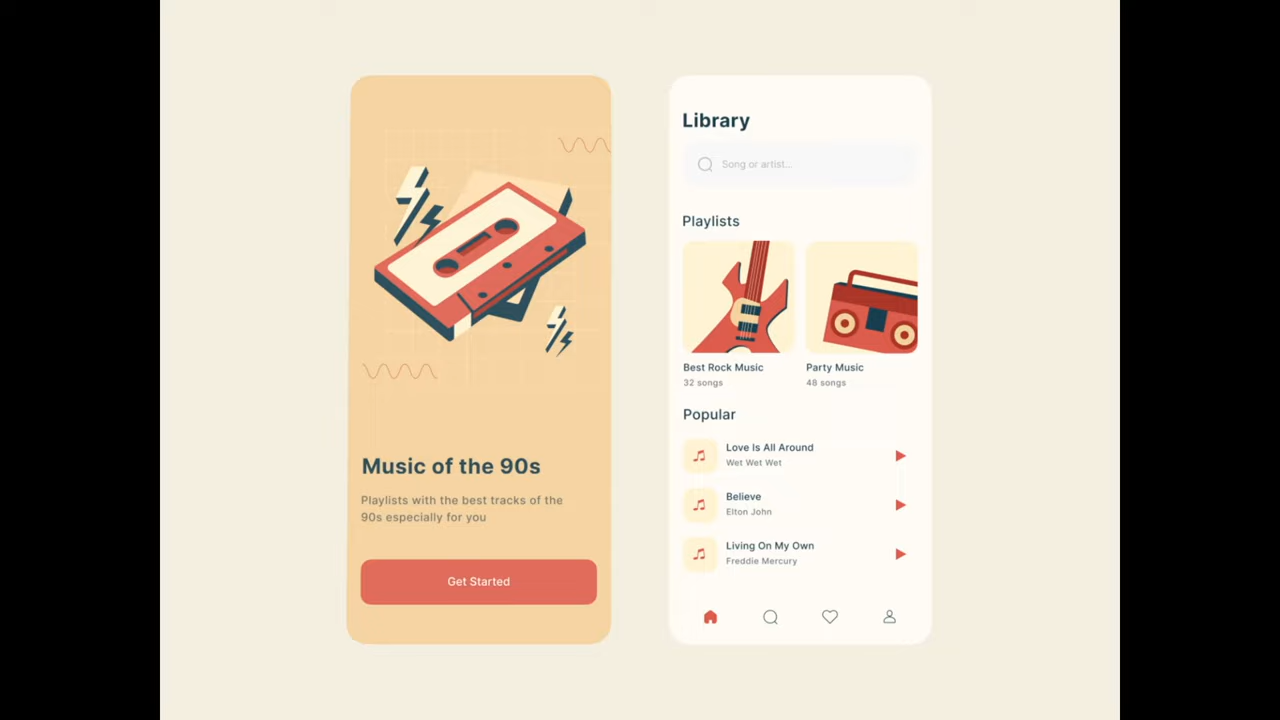 Music of the 90s
Playlists with the best tracks of the
90s especially for you
Get Started
Library
Song or artist...
Playlists
Best Rock Music
32 songs
Party Music
48 songs
Popular
Love Is All Around
Wet Wet Wet
Believe
Elton John
Living On My Own
Freddie Mercury